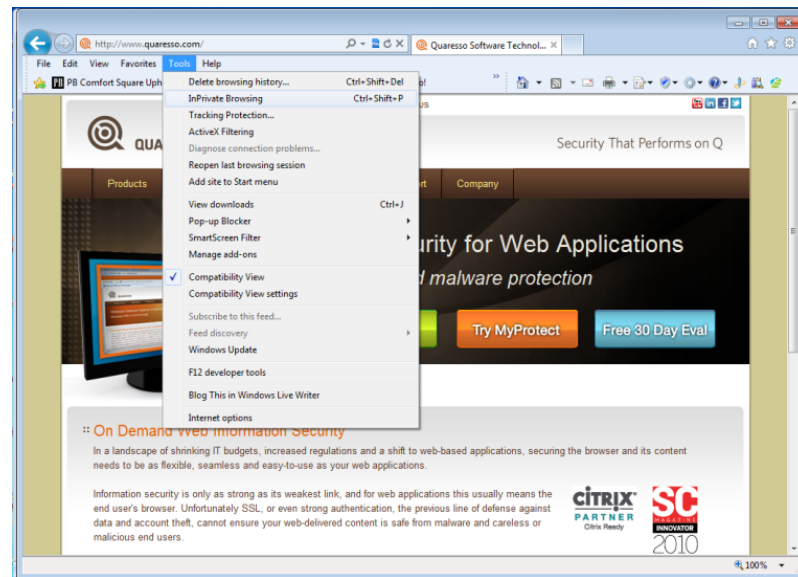 http://www.quaresso.com/
Quaresso Software Technol...
File Edit View Favorites Tools Help
PB Comfort Square Uph
Delete browsing history... Ctrl+Shift+Del
InPrivate Browsing Ctrl+Shift+P
Tracking Protection...
ActiveX Filtering
Diagnose connection problems...
Reopen last browsing session
Add site to Start menu
View downloads Ctrl+J
Pop-up Blocker
SmartScreen Filter
Manage add-ons
Compatibility View
Compatibility View settings
Subscribe to this feed...
Feed discovery
Windows Update
F12 developer tools
Blog This in Windows Live Writer
Internet options
us
QUA
Security That Performs on Q
Products rt Company
urity for Web Applications
d malware protection
Try MyProtect
Free 30 Day Eval
On Demand Web Information Security
In a landscape of shrinking IT budgets, increased regulations and a shift to web-based applications, securing the browser and its content
needs to be as flexible, seamless and easy-to-use as your web applications.
Information security is only as strong as its weakest link, and for web applications this usually means the
end user's browser. Unfortunately SSL, or even strong authentication, the previous line of defense against
data and account theft, cannot ensure your web-delivered content is safe from malware and careless or
malicious end users.
CITRIX
PARTNER
Citrix Ready
SC
MAGAZINE
INNOVATOR
2010
100%